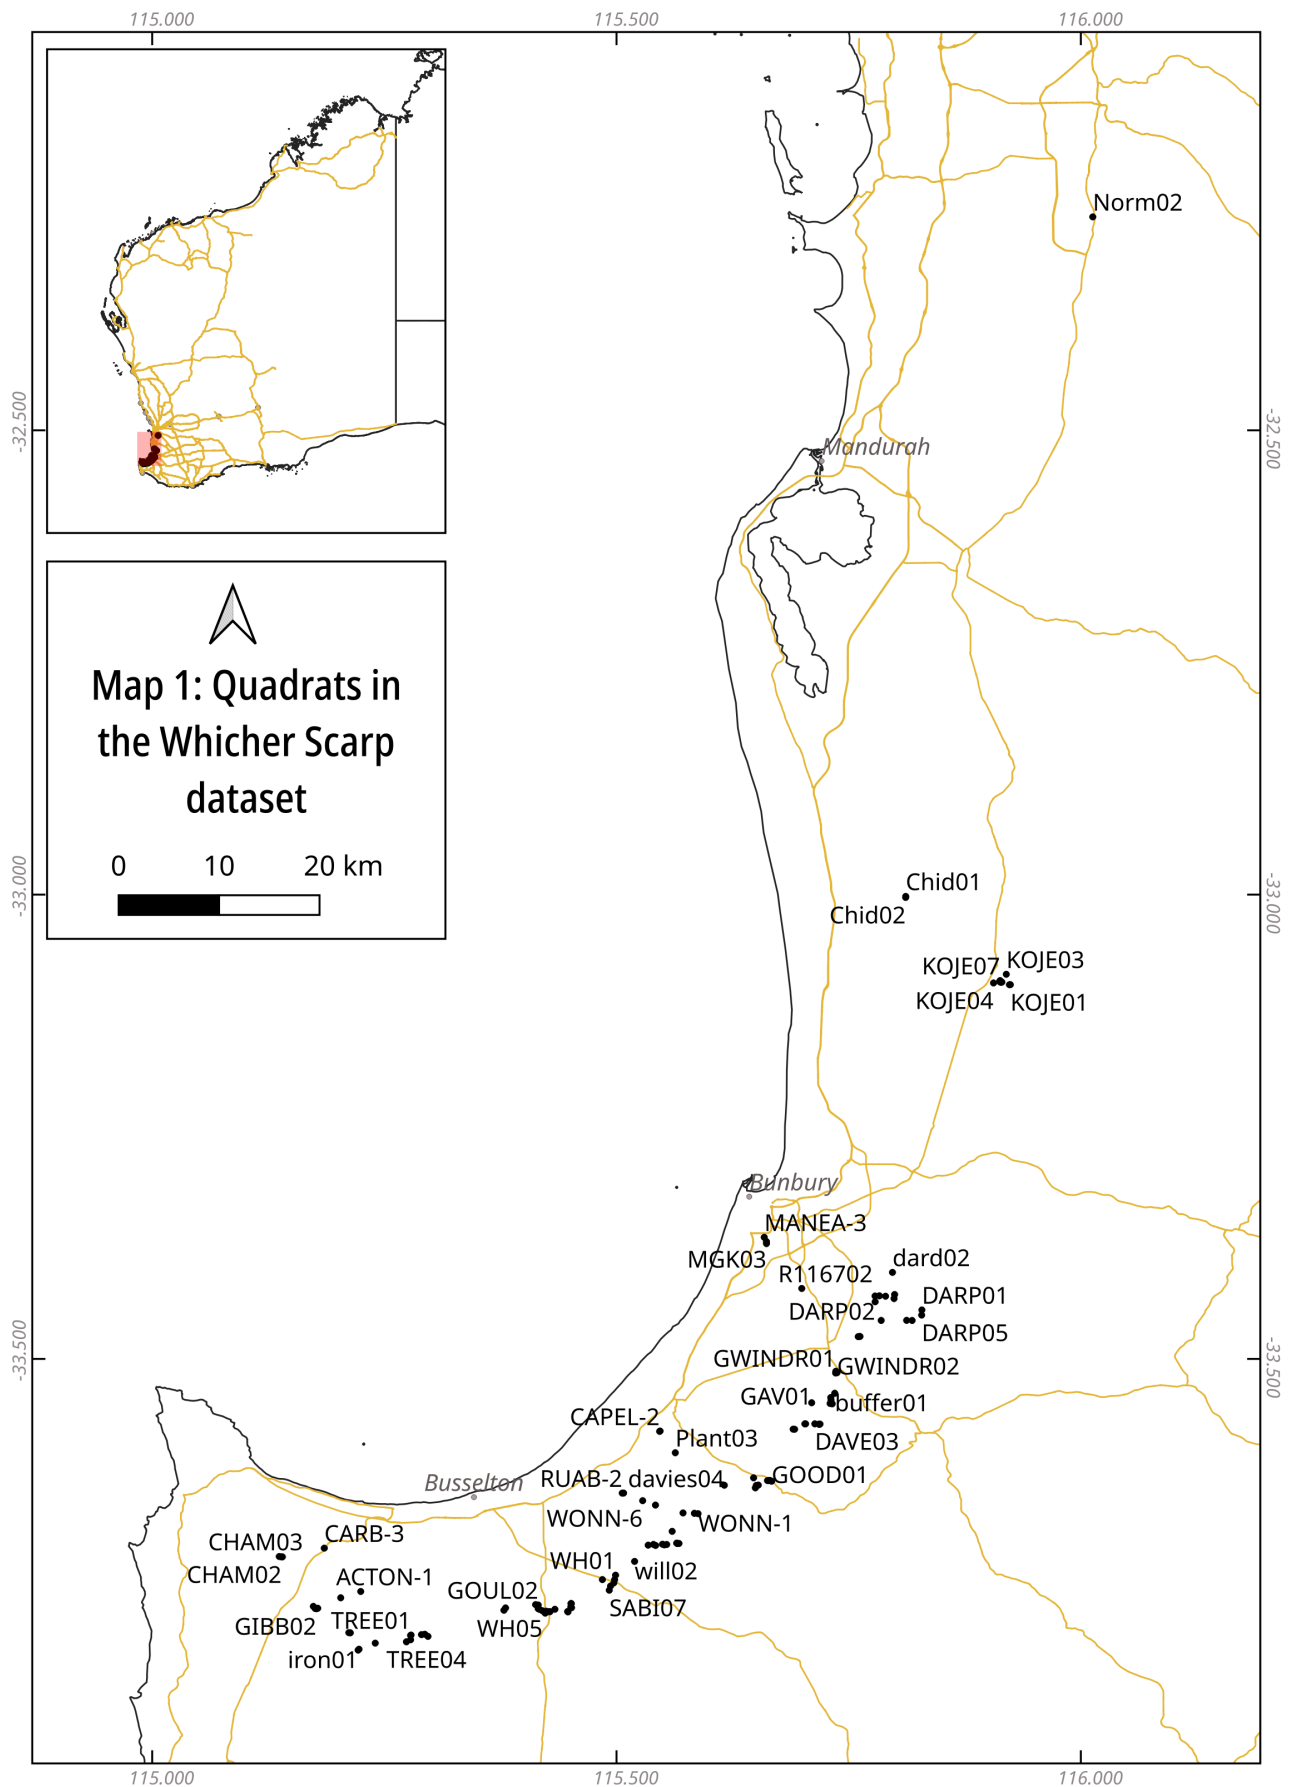 115.000 115.500 116.000
Norm02
-32.500 -32.500
Mandurah
Map 1: Quadrats in
the Whicher Scarp
dataset
0 10 20 km
-33.000 -33.000
Chid01
Chid02
KOJE07 KOJE03
KOJE04 KOJE01
Bunbury
MANEA-3
MGK03
dard02
R116702
DARP01
DARP02
DARP05
-33.500 -33.500
GWINDR01
GWINDR02
GAV01
buffer01
CAPEL-2
Plant03
DAVE03
Busselton
RUAB-2 davies04
GOOD01
WONN-6
WONN-1
CARB-3
CHAM03
CHAM02
WH01
will02
ACTON-1
GOUL02
SABI07
TREE01
GIBB02
WH05
iron01
TREE04
115.000 115.500 116.000